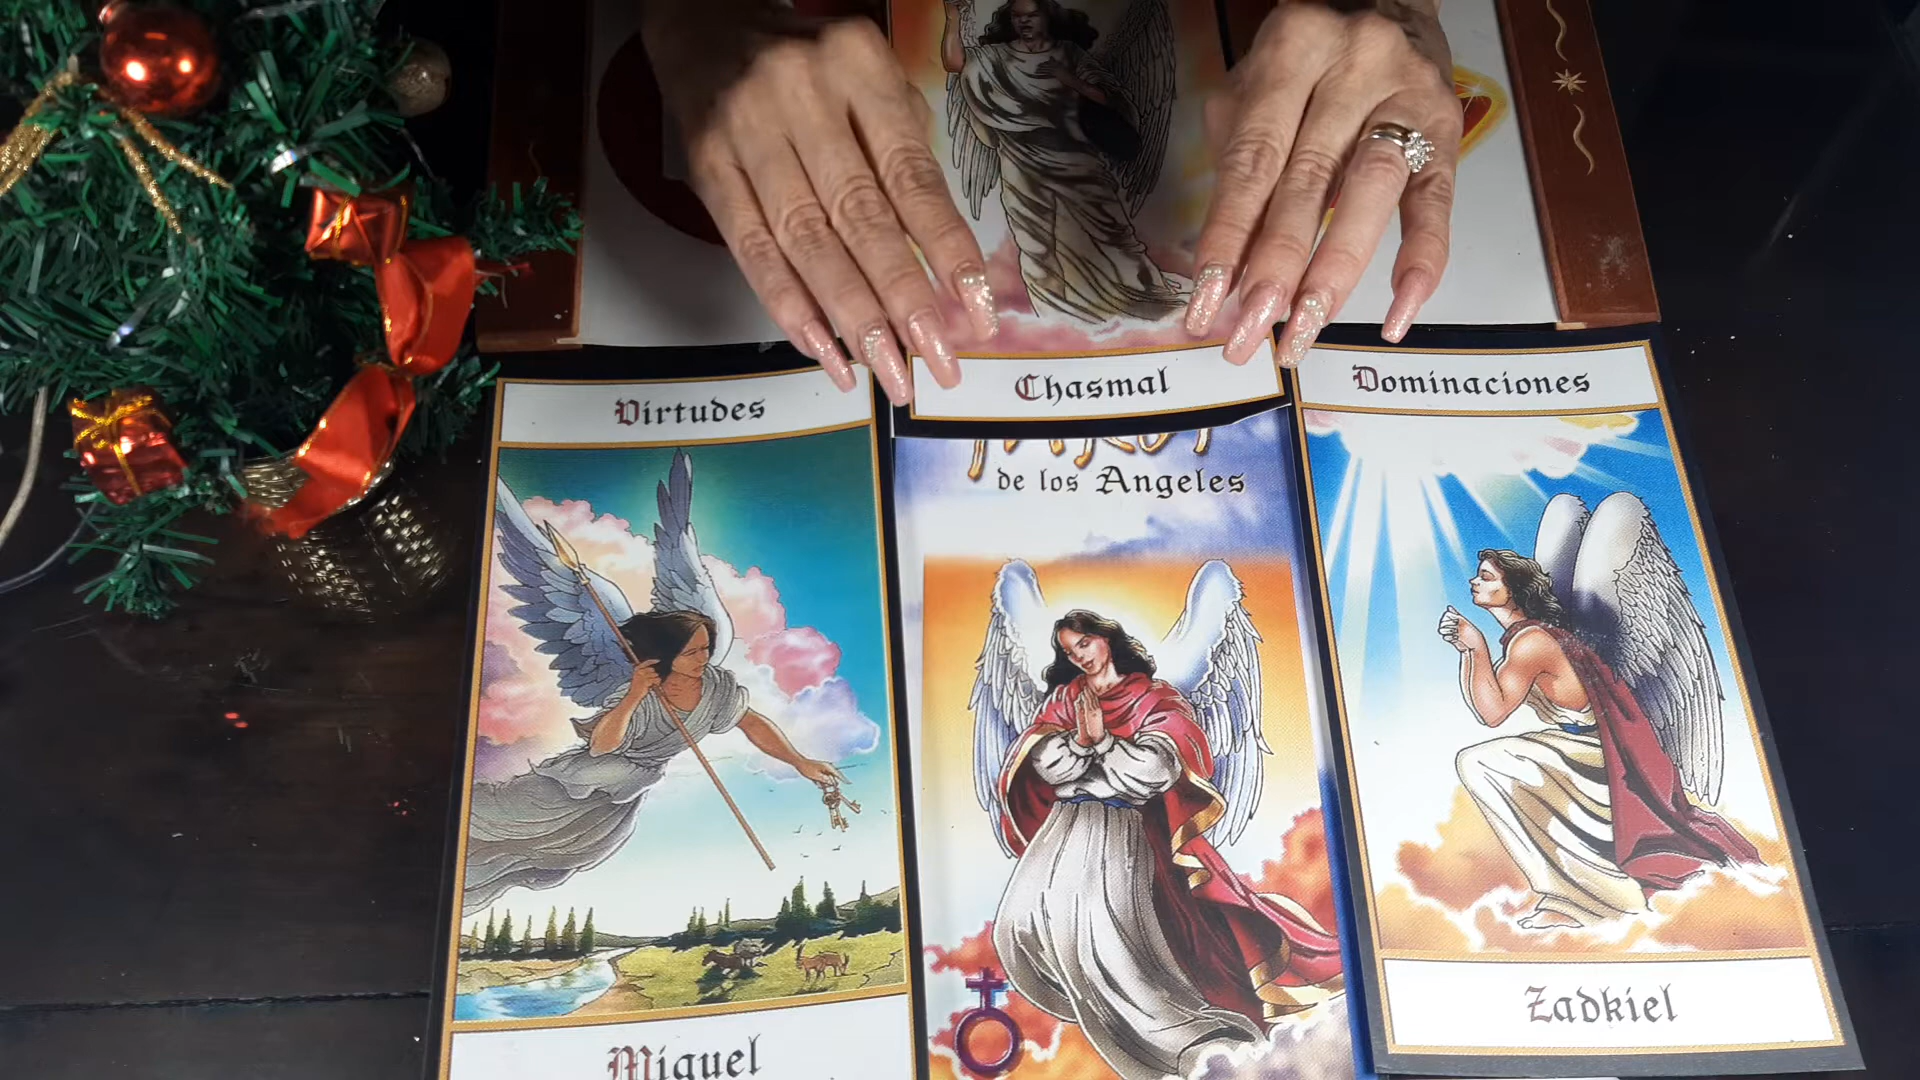 Virtudes
Chasmal
Dominaciones
de los Angeles
Zadkiel
Miguel